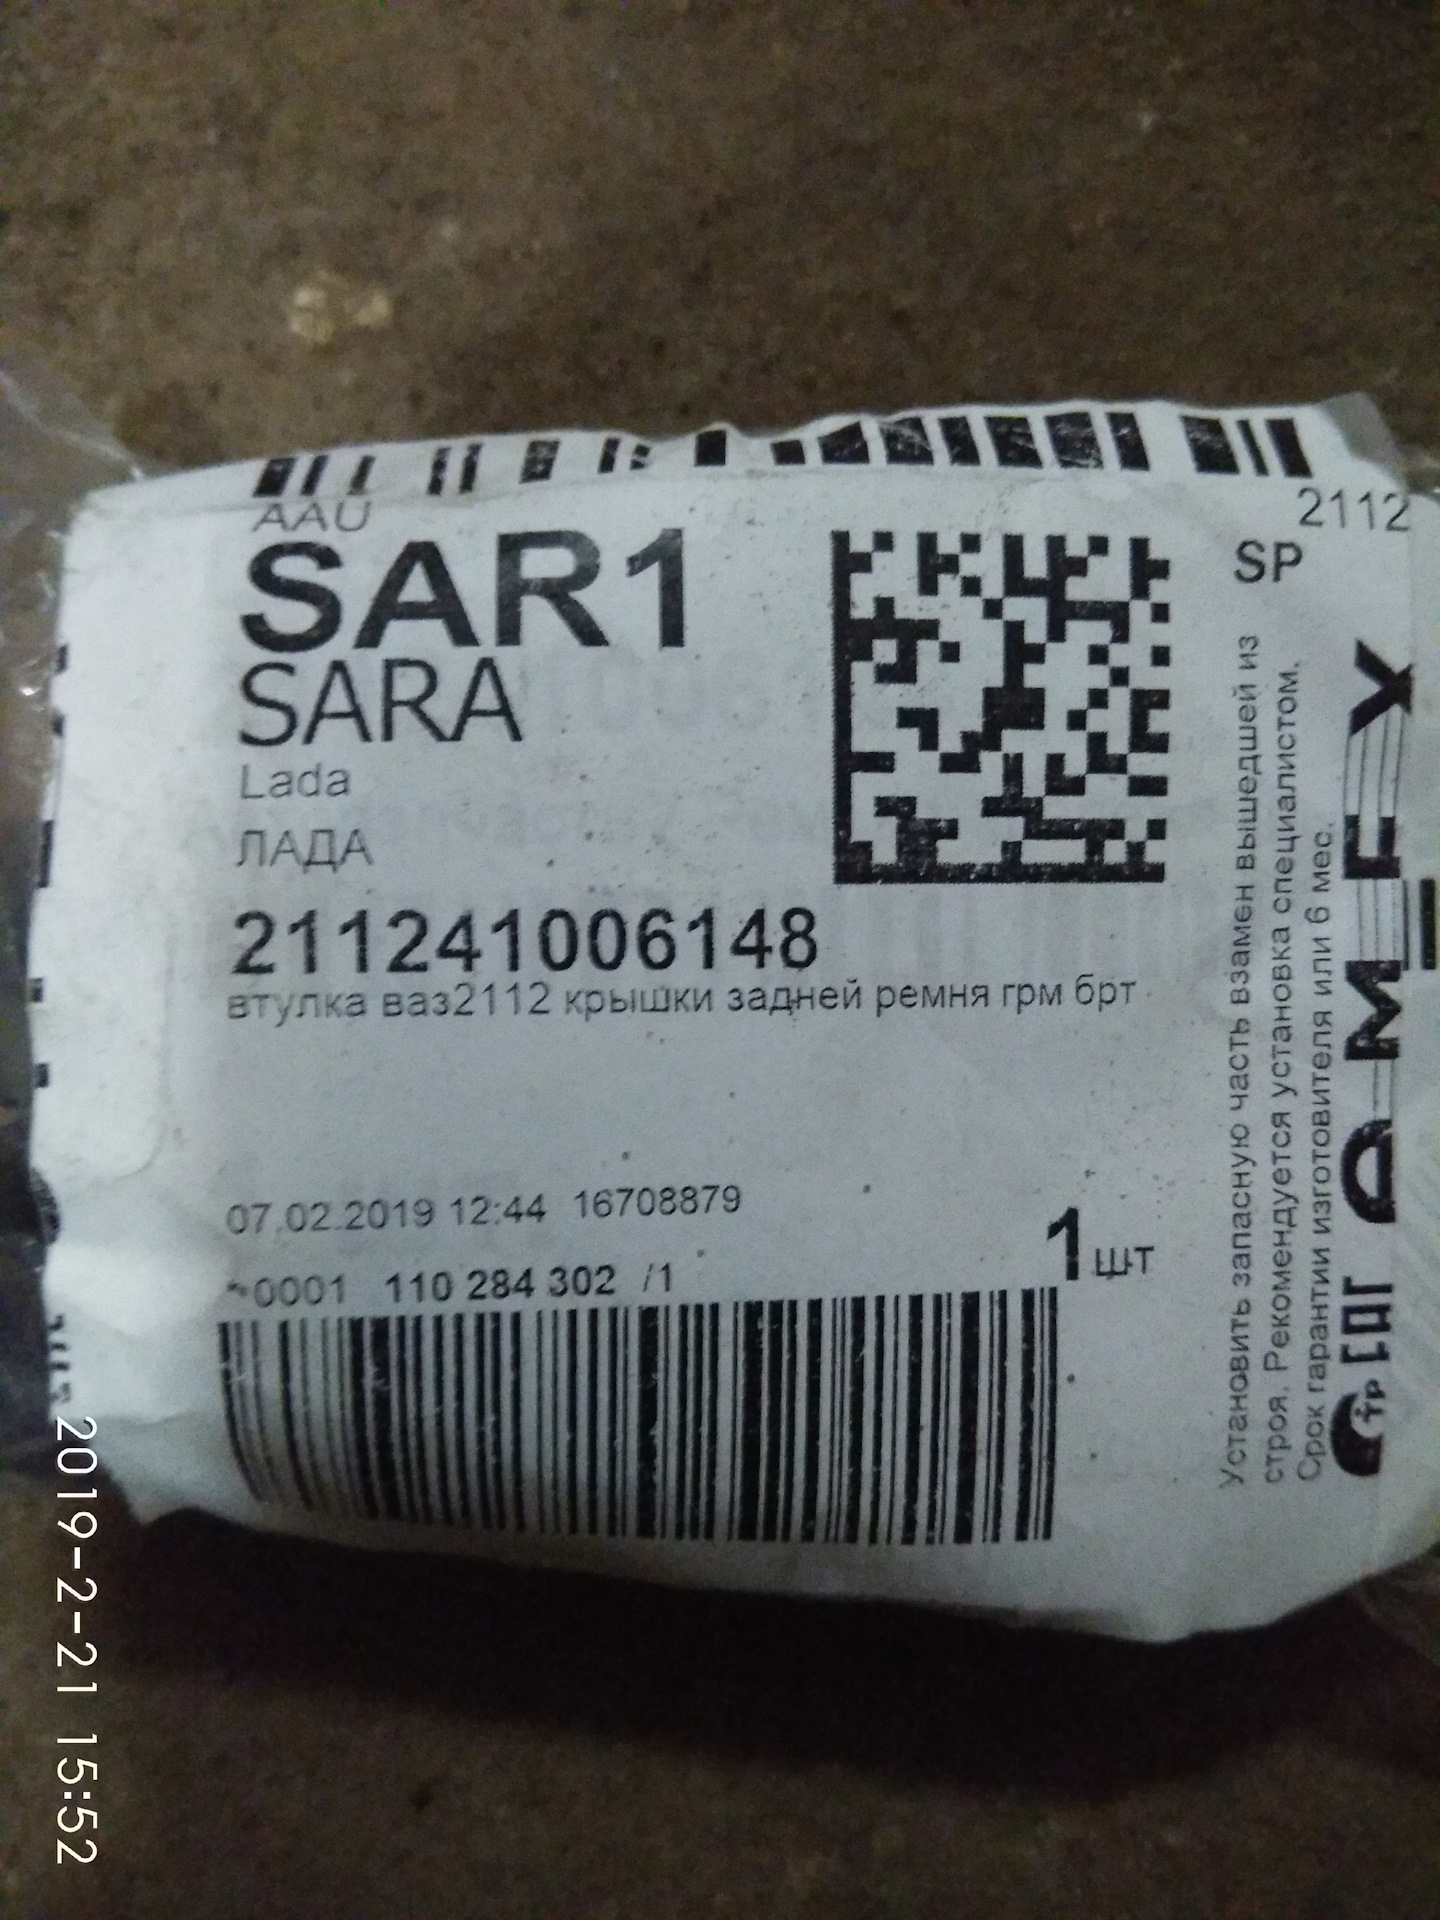 AAU
2112
SAR1
SP
SARA
Lada
ЛАДА
211241006148
втулка ваз2112 крышки задней ремня грм брт
07.02.2019 12:44 16708879
1 шт
*0001 110 284 302 /1
Установить запасную часть взамен вышедшей из
строя. Рекомендуется установка специалистом.
Срок гарантии изготовителя или 6 мес.
2019-2-21 15:52